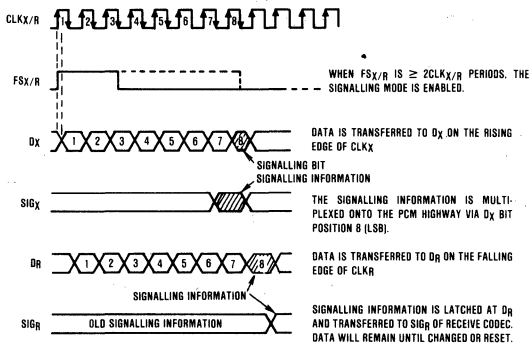 CLKX/R 1 2 3 4 5 6 7 8
FSX/R
WHEN FSX/R IS ≥ 2CLKX/R PERIODS, THE
SIGNALLING MODE IS ENABLED.
DX 1 2 3 4 5 6 7 8
DATA IS TRANSFERRED TO DX ON THE RISING
EDGE OF CLKX
SIGNALLING BIT
SIGNALLING INFORMATION
SIGX
THE SIGNALLING INFORMATION IS MULTI-
PLEXED ONTO THE PCM HIGHWAY VIA DX BIT
POSITION 8 (LSB).
DR 1 2 3 4 5 6 7 8
DATA IS TRANSFERRED TO DR ON THE FALLING
EDGE OF CLKR
SIGNALLING INFORMATION
SIGR OLD SIGNALLING INFORMATION
SIGNALLING INFORMATION IS LATCHED AT DR
AND TRANSFERRED TO SIGR OF RECEIVE CODEC.
DATA WILL REMAIN UNTIL CHANGED OR RESET.